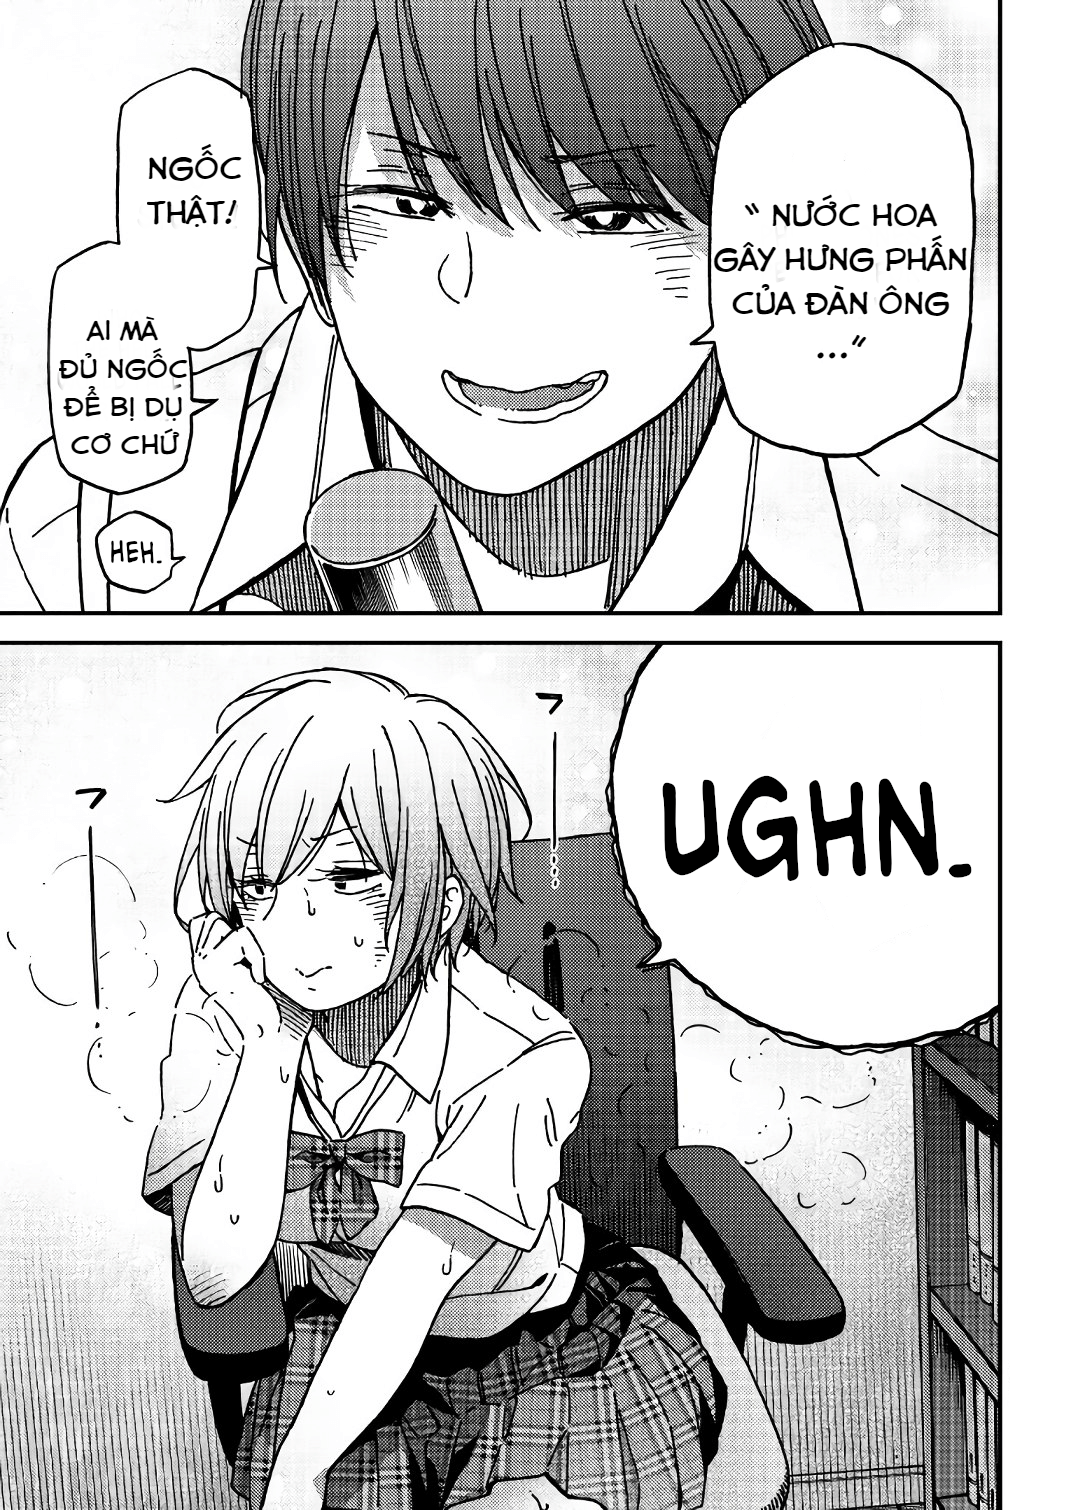 “ NƯỚC HOA
GÂY HƯNG PHẤN
CỦA ĐÀN ÔNG
...”
NGỐC
THẬT!
AI MÀ
ĐỦ NGỐC
ĐỂ BỊ DỤ
CƠ CHỨ
HEH.
UGHN.